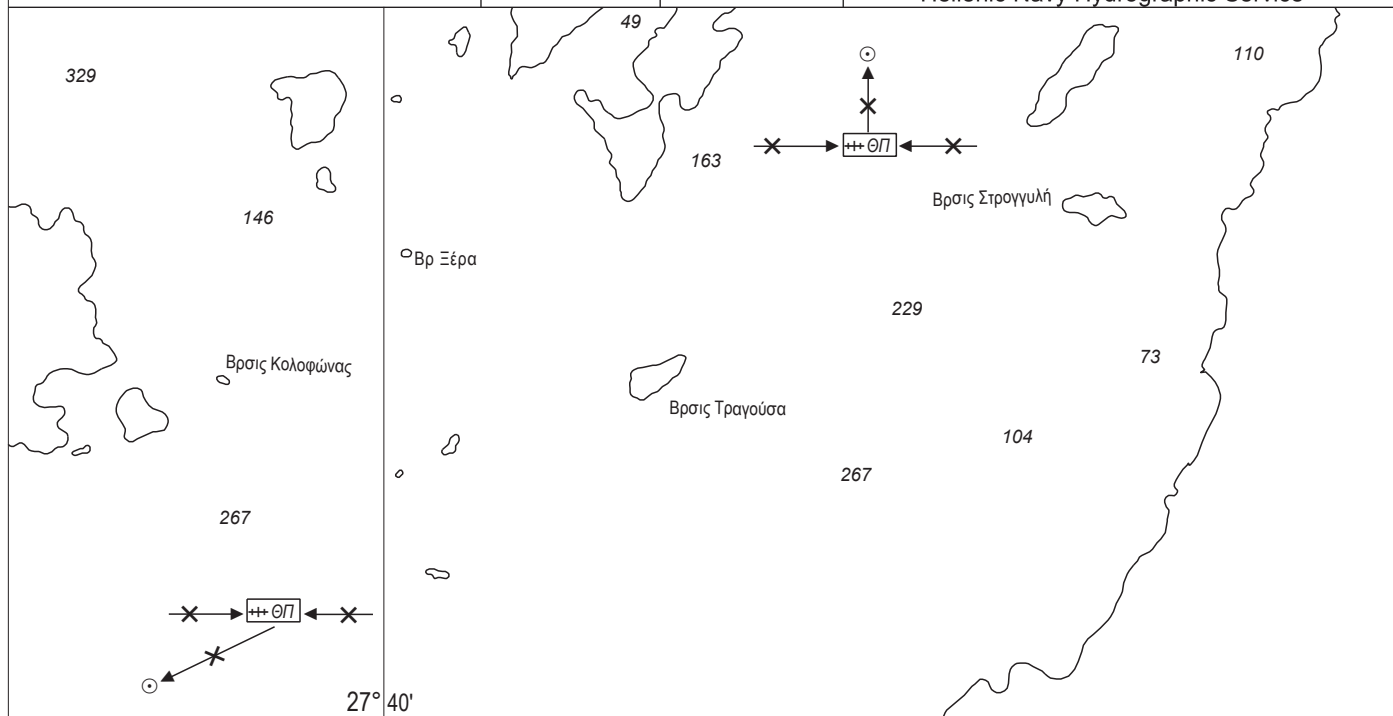 Hellenic Navy Hydrographic Service
49
329
110
ΘΠ
163
Βρσις Στρογγυλή
146
Βρ Ξέρα
229
73
Βρσις Κολοφώνας
Βρσις Τραγούσα
104
267
267
ΘΠ
27° 40'